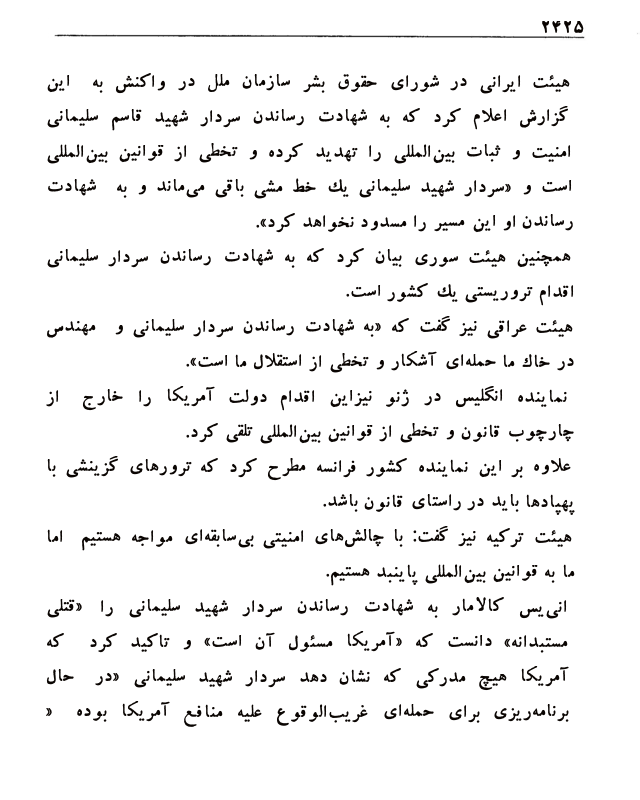 ۲۴۲۵
هیئت ایرانی در شورای حقوق بشر سازمان ملل در واکنش به این
گزارش اعلام کرد که به شهادت رساندن سردار شهید قاسم سلیمانی
امنیت و ثبات بین‌المللی را تهدید کرده و تخطی از قوانین بین‌المللی
است و «سردار شهید سلیمانی یك خط مشی باقی می‌ماند و به شهادت
رساندن او این مسیر را مسدود نخواهد کرد».
همچنین هیئت سوری بیان کرد که به شهادت رساندن سردار سلیمانی
اقدام تروریستی یك کشور است.
هیئت عراقی نیز گفت که «به شهادت رساندن سردار سلیمانی و مهندس
در خاك ما حمله‌ای آشکار و تخطی از استقلال ما است».
نماینده انگلیس در ژنو نیزاین اقدام دولت آمریکا را خارج از
چارچوب قانون و تخطی از قوانین بین‌المللی تلقی کرد.
علاوه بر این نماینده کشور فرانسه مطرح کرد که ترورهای گزینشی با
پهپادها باید در راستای قانون باشد.
هیئت ترکیه نیز گفت: با چالش‌های امنیتی بی‌سابقه‌ای مواجه هستیم اما
ما به قوانین بین‌المللی پایبند هستیم.
انی‌یس کالامار به شهادت رساندن سردار شهید سلیمانی را «قتلی
مستبدانه» دانست که «آمریکا مسئول آن است» و تاکید کرد که
آمریکا هیچ مدرکی که نشان دهد سردار شهید سلیمانی «در حال
برنامه‌ریزی برای حمله‌ای غریب‌الوقوع علیه منافع آمریکا بوده «